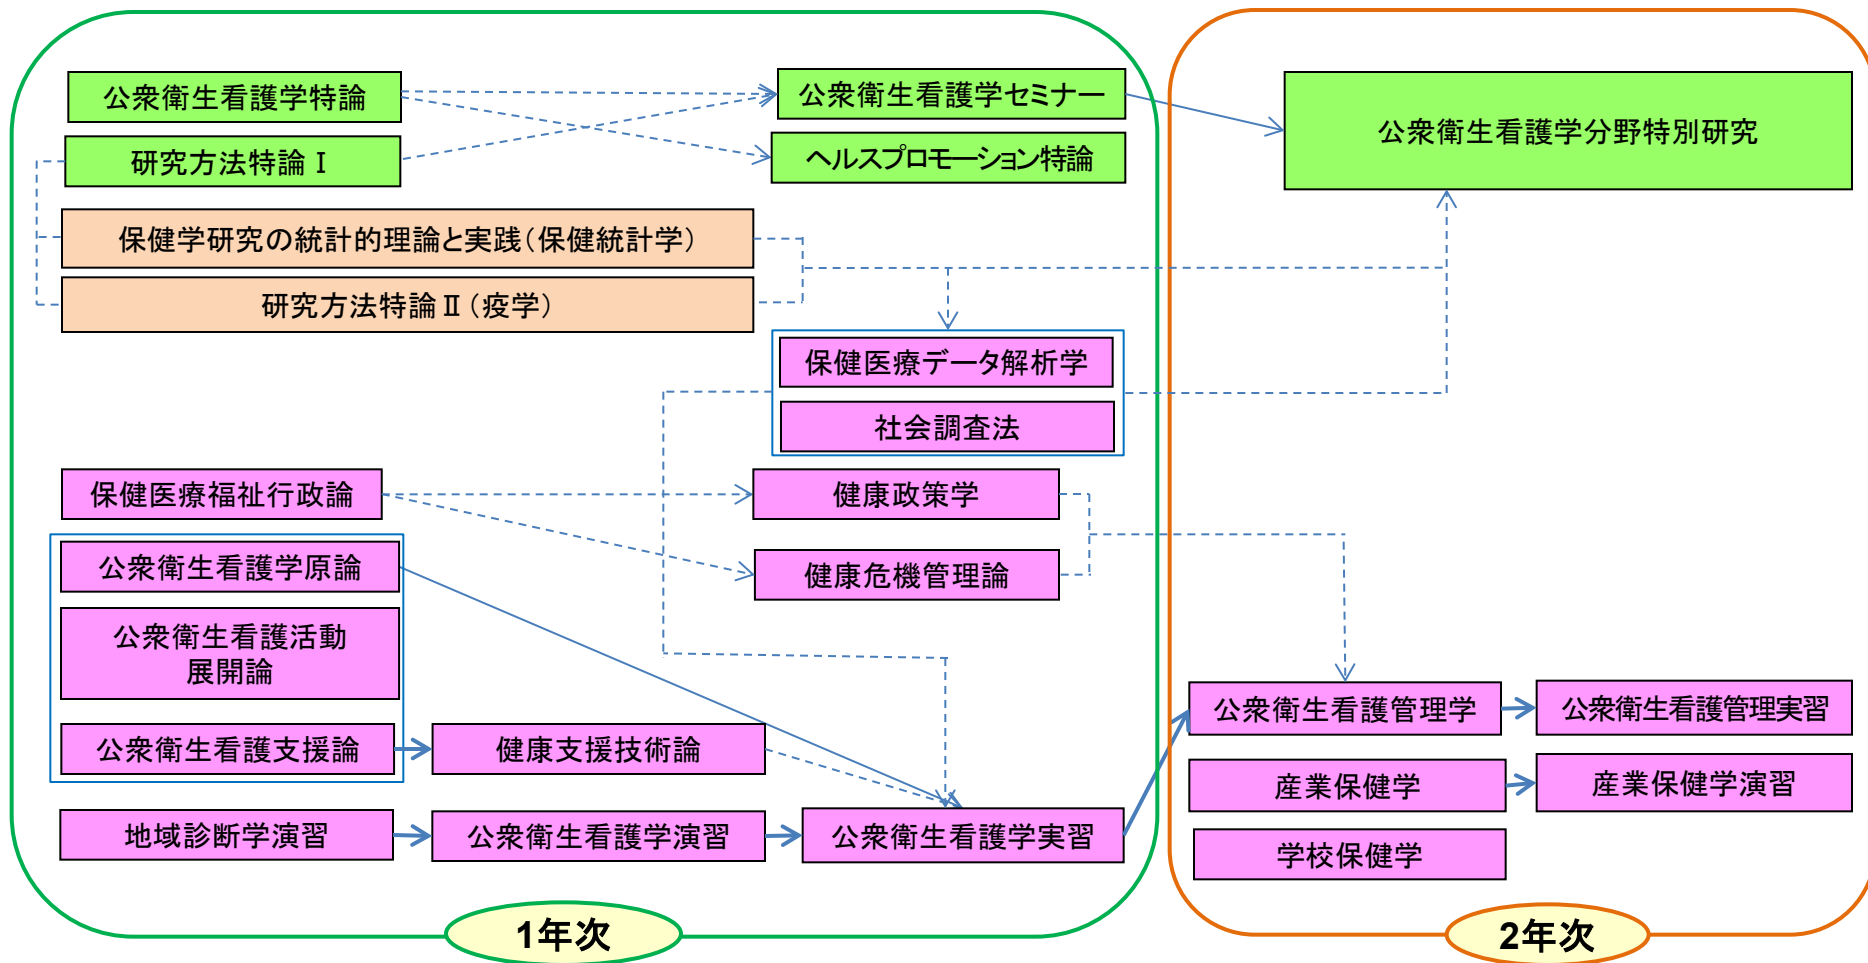 公衆衛生看護学特論
公衆衛生看護学セミナー
公衆衛生看護学分野特別研究
研究方法特論Ⅰ
ヘルスプロモーション特論
保健学研究の統計的理論と実践（保健統計学）
研究方法特論Ⅱ（疫学）
保健医療データ解析学
社会調査法
保健医療福祉行政論
健康政策学
公衆衛生看護学原論
健康危機管理論
公衆衛生看護活動
展開論
公衆衛生看護支援論
健康支援技術論
公衆衛生看護管理学
公衆衛生看護管理実習
産業保健学
産業保健学演習
地域診断学演習
公衆衛生看護学演習
公衆衛生看護学実習
学校保健学
1年次
2年次